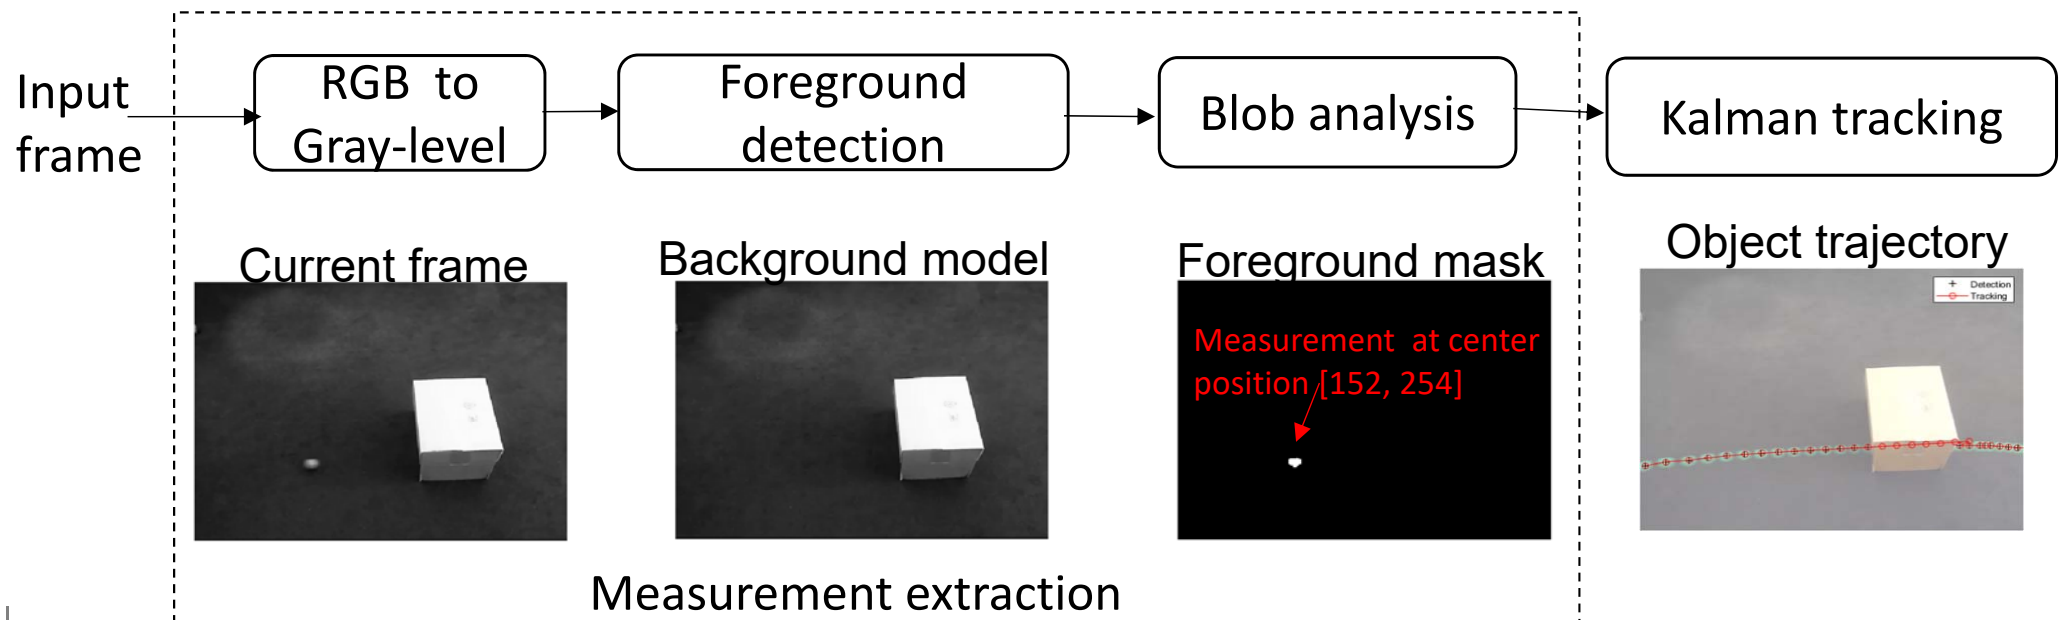 Input
frame
RGB to
Gray-level
Foreground
detection
Blob analysis
Kalman tracking
Current frame
Background model
Foreground mask
Object trajectory
Measurement at center
position [152, 254]
Detection
Tracking
Measurement extraction